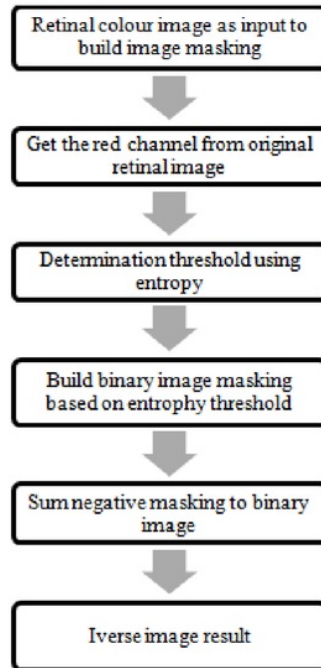 Retinal colour image as input to
build image masking
Get the red channel from original
retinal image
Determination threshold using
entropy
Build binary image masking
based on entrophy threshold
Sum negative masking to binary
image
Iverse image result